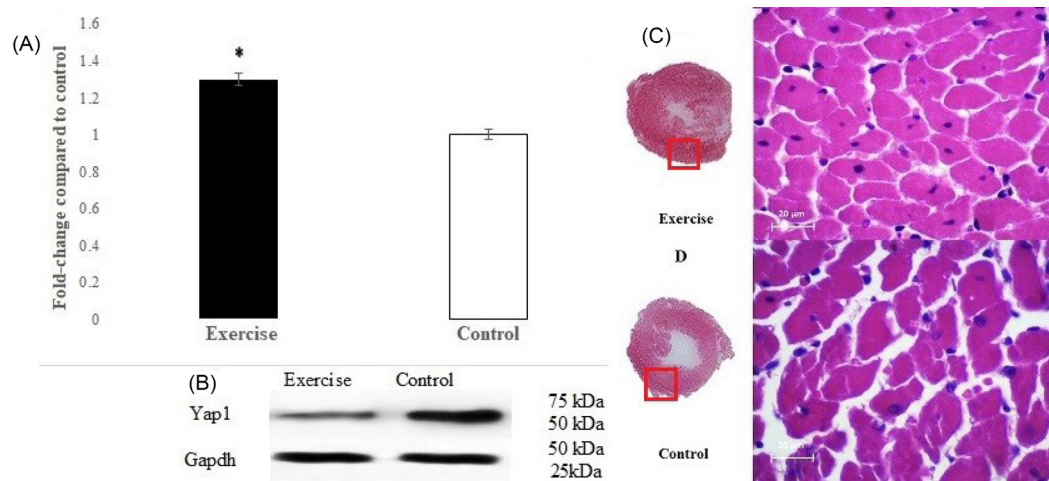 (A)
Fold-change compared to control
1.6
1.4
1.2
1
0.8
0.6
0.4
0.2
0
*
Exercise
Control
(B)
Exercise Control
Yap1
75 kDa
50 kDa
Gapdh
50 kDa
25kDa
(C)
Exercise
D
Control
20 µm
20 µm